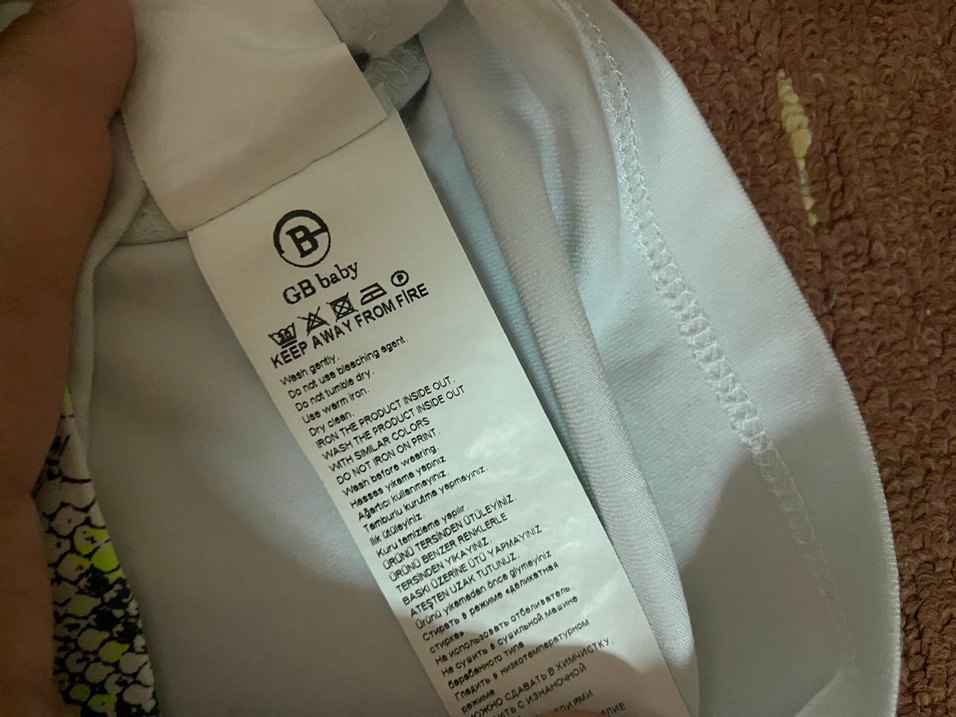 B
GB baby
P
KEEP AWAY FROM FIRE
Wash gently.
Do not use bleaching agent.
Do not tumble dry.
Use warm iron.
Dry clean.
IRON THE PRODUCT INSIDE OUT.
WASH THE PRODUCT INSIDE OUT
WITH SIMILAR COLORS
DO NOT IRON ON PRINT.
Wash before wearing.
Hassas yıkama yapınız.
Ağartıcı kullanmayınız.
Tamburlu kurutma yapmayınız.
Ilık ütüleyiniz.
Kuru temizleme yapılır.
ÜRÜNÜ TERSİNDEN ÜTÜLEYİNİZ.
ÜRÜNÜ BENZER RENKLERLE
TERSİNDEN YIKAYINIZ.
BASKI ÜZERİNE ÜTÜ YAPMAYINIZ
ATEŞTEN UZAK TUTUNUZ.
Ürünü yıkamadan önce giymeyiniz
Стирать в режиме «деликатная
стирка»
Не использовать отбеливатель.
Не сушить в сушильной машине
барабанного типа
Гладить в низкотемпературном
режиме
МОЖНО СДАВАТЬ В ХИМЧИСТКУ.
С ИЗНАНОЧНОЙ